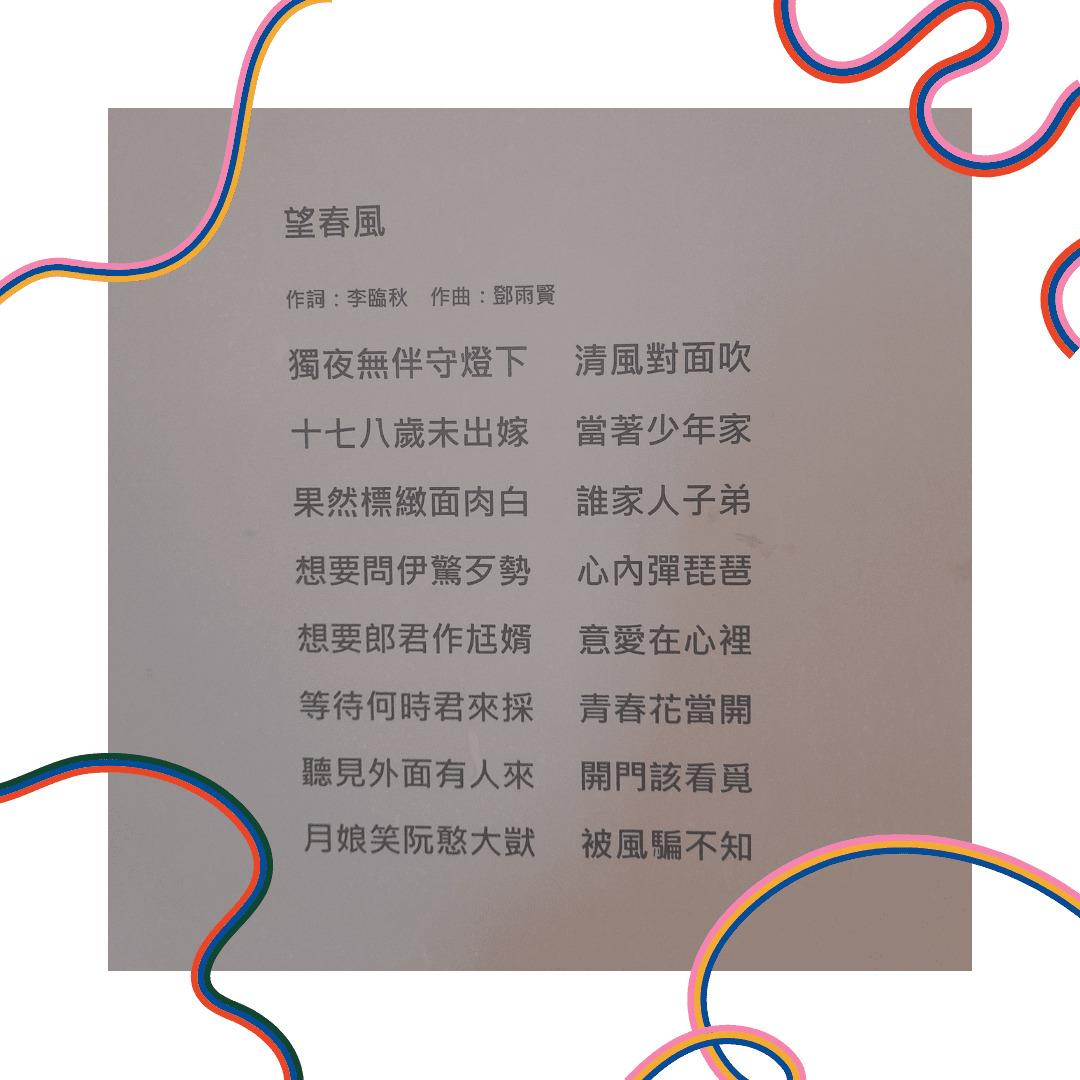 望春風
作詞：李臨秋　作曲：鄧雨賢
獨夜無伴守燈下　清風對面吹
十七八歲未出嫁　當著少年家
果然標緻面肉白　誰家人子弟
想要問伊驚歹勢　心內彈琵琶
想要郎君作尪婿　意愛在心裡
等待何時君來採　青春花當開
聽見外面有人來　開門該看覓
月娘笑阮憨大獃　被風騙不知